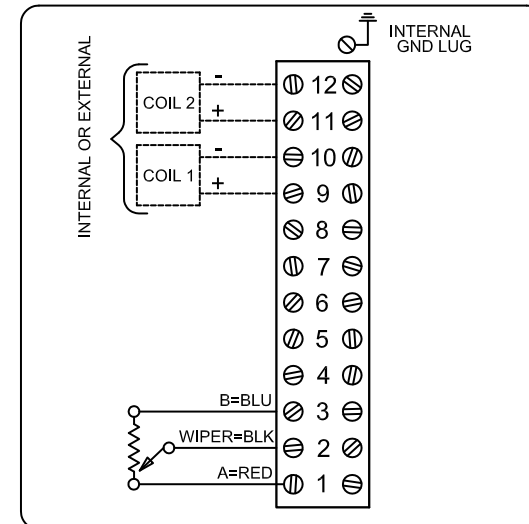 INTERNAL
GND LUG
INTERNAL OR EXTERNAL
COIL 2
-
+
COIL 1
-
+
12
11
10
9
8
7
6
5
4
3
2
1
B=BLU
WIPER=BLK
A=RED